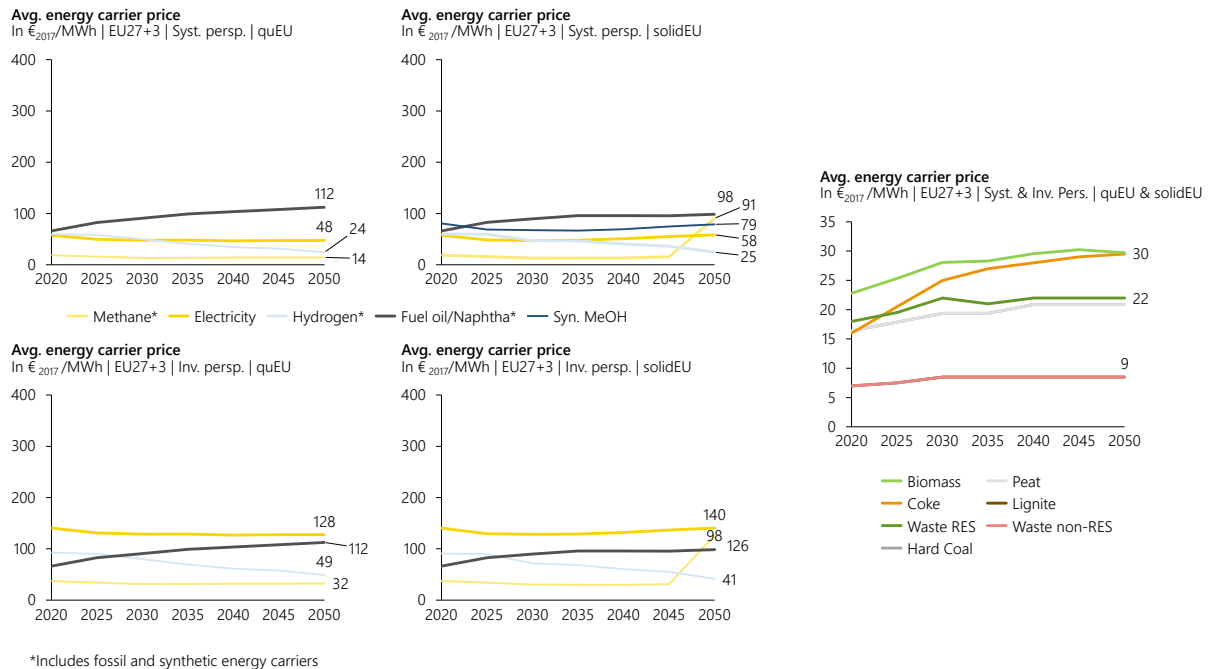 Avg. energy carrier price
In €2017/MWh | EU27+3 | Syst. persp. | quEU
400
300
200
100
0
112
48
24
14
2020 2025 2030 2035 2040 2045 2050
Avg. energy carrier price
In €2017 /MWh | EU27+3 | Syst. persp. | solidEU
400
300
200
100
0
98
91
79
58
25
2020 2025 2030 2035 2040 2045 2050
Methane* Electricity Hydrogen* Fuel oil/Naphtha* Syn. MeOH
Avg. energy carrier price
In € 2017 /MWh | EU27+3 | Inv. persp. | quEU
400
300
200
100
0
128
112
49
32
2020 2025 2030 2035 2040 2045 2050
Avg. energy carrier price
In € 2017 /MWh | EU27+3 | Inv. persp. | solidEU
400
300
200
100
0
140
98
126
41
2020 2025 2030 2035 2040 2045 2050
Avg. energy carrier price
In €2017 /MWh | EU27+3 | Syst. & Inv. Pers. | quEU & solidEU
35
30
25
20
15
10
5
0
30
22
9
2020 2025 2030 2035 2040 2045 2050
Biomass Peat
Coke Lignite
Waste RES Waste non-RES
Hard Coal
*Includes fossil and synthetic energy carriers